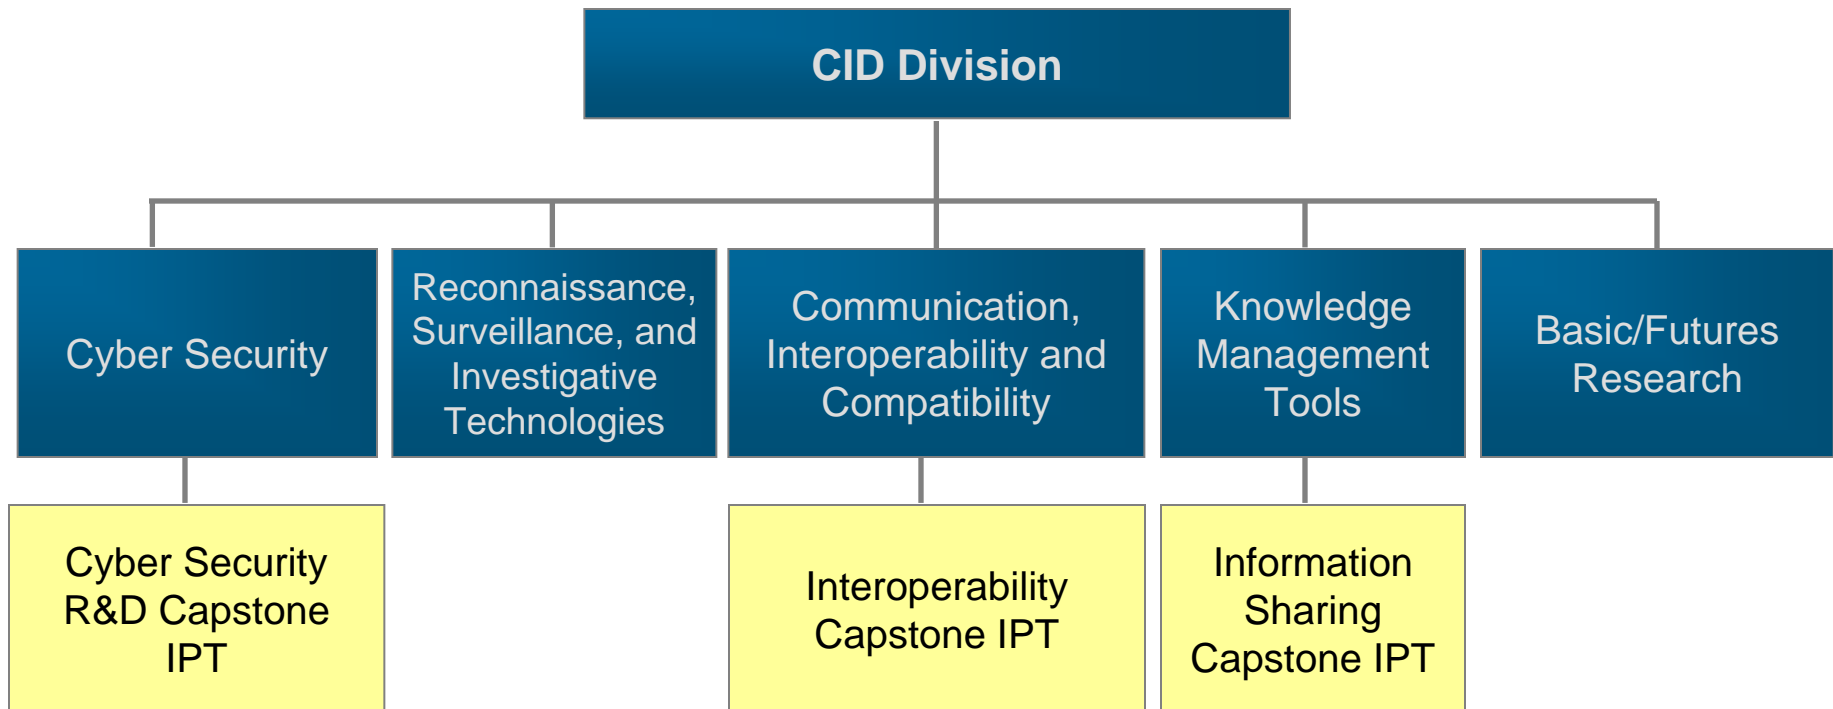 CID Division
Cyber Security
Reconnaissance,
Surveillance, and
Investigative
Technologies
Communication,
Interoperability and
Compatibility
Knowledge
Management
Tools
Basic/Futures
Research
Cyber Security
R&D Capstone
IPT
Interoperability
Capstone IPT
Information
Sharing
Capstone IPT